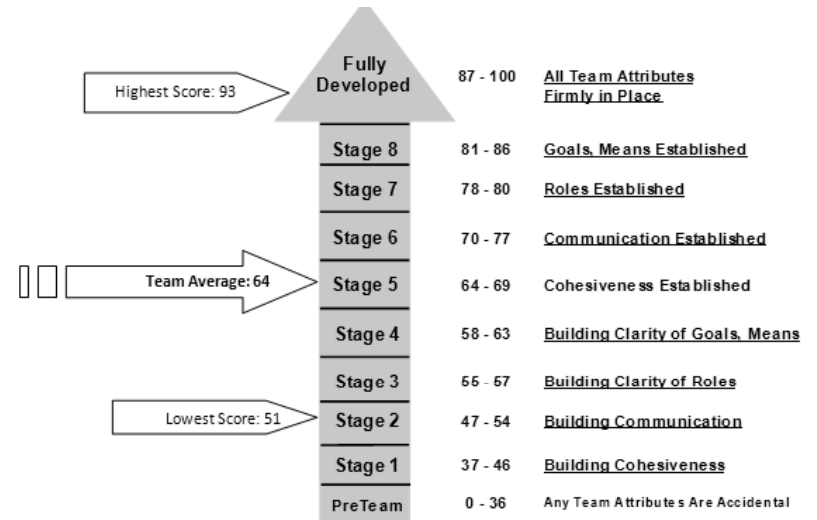 Fully
Developed
87 - 100
All Team Attributes
Firmly in Place
Highest Score: 93
Stage 8
81 - 86
Goals, Means Established
Stage 7
78 - 80
Roles Established
Stage 6
70 - 77
Communication Established
Team Average: 64
Stage 5
64 - 69
Cohesiveness Established
Stage 4
58 - 63
Building Clarity of Goals, Means
Stage 3
55 - 57
Building Clarity of Roles
Lowest Score: 51
Stage 2
47 - 54
Building Communication
Stage 1
37 - 46
Building Cohesiveness
PreTeam
0 - 36
Any Team Attributes Are Accidental